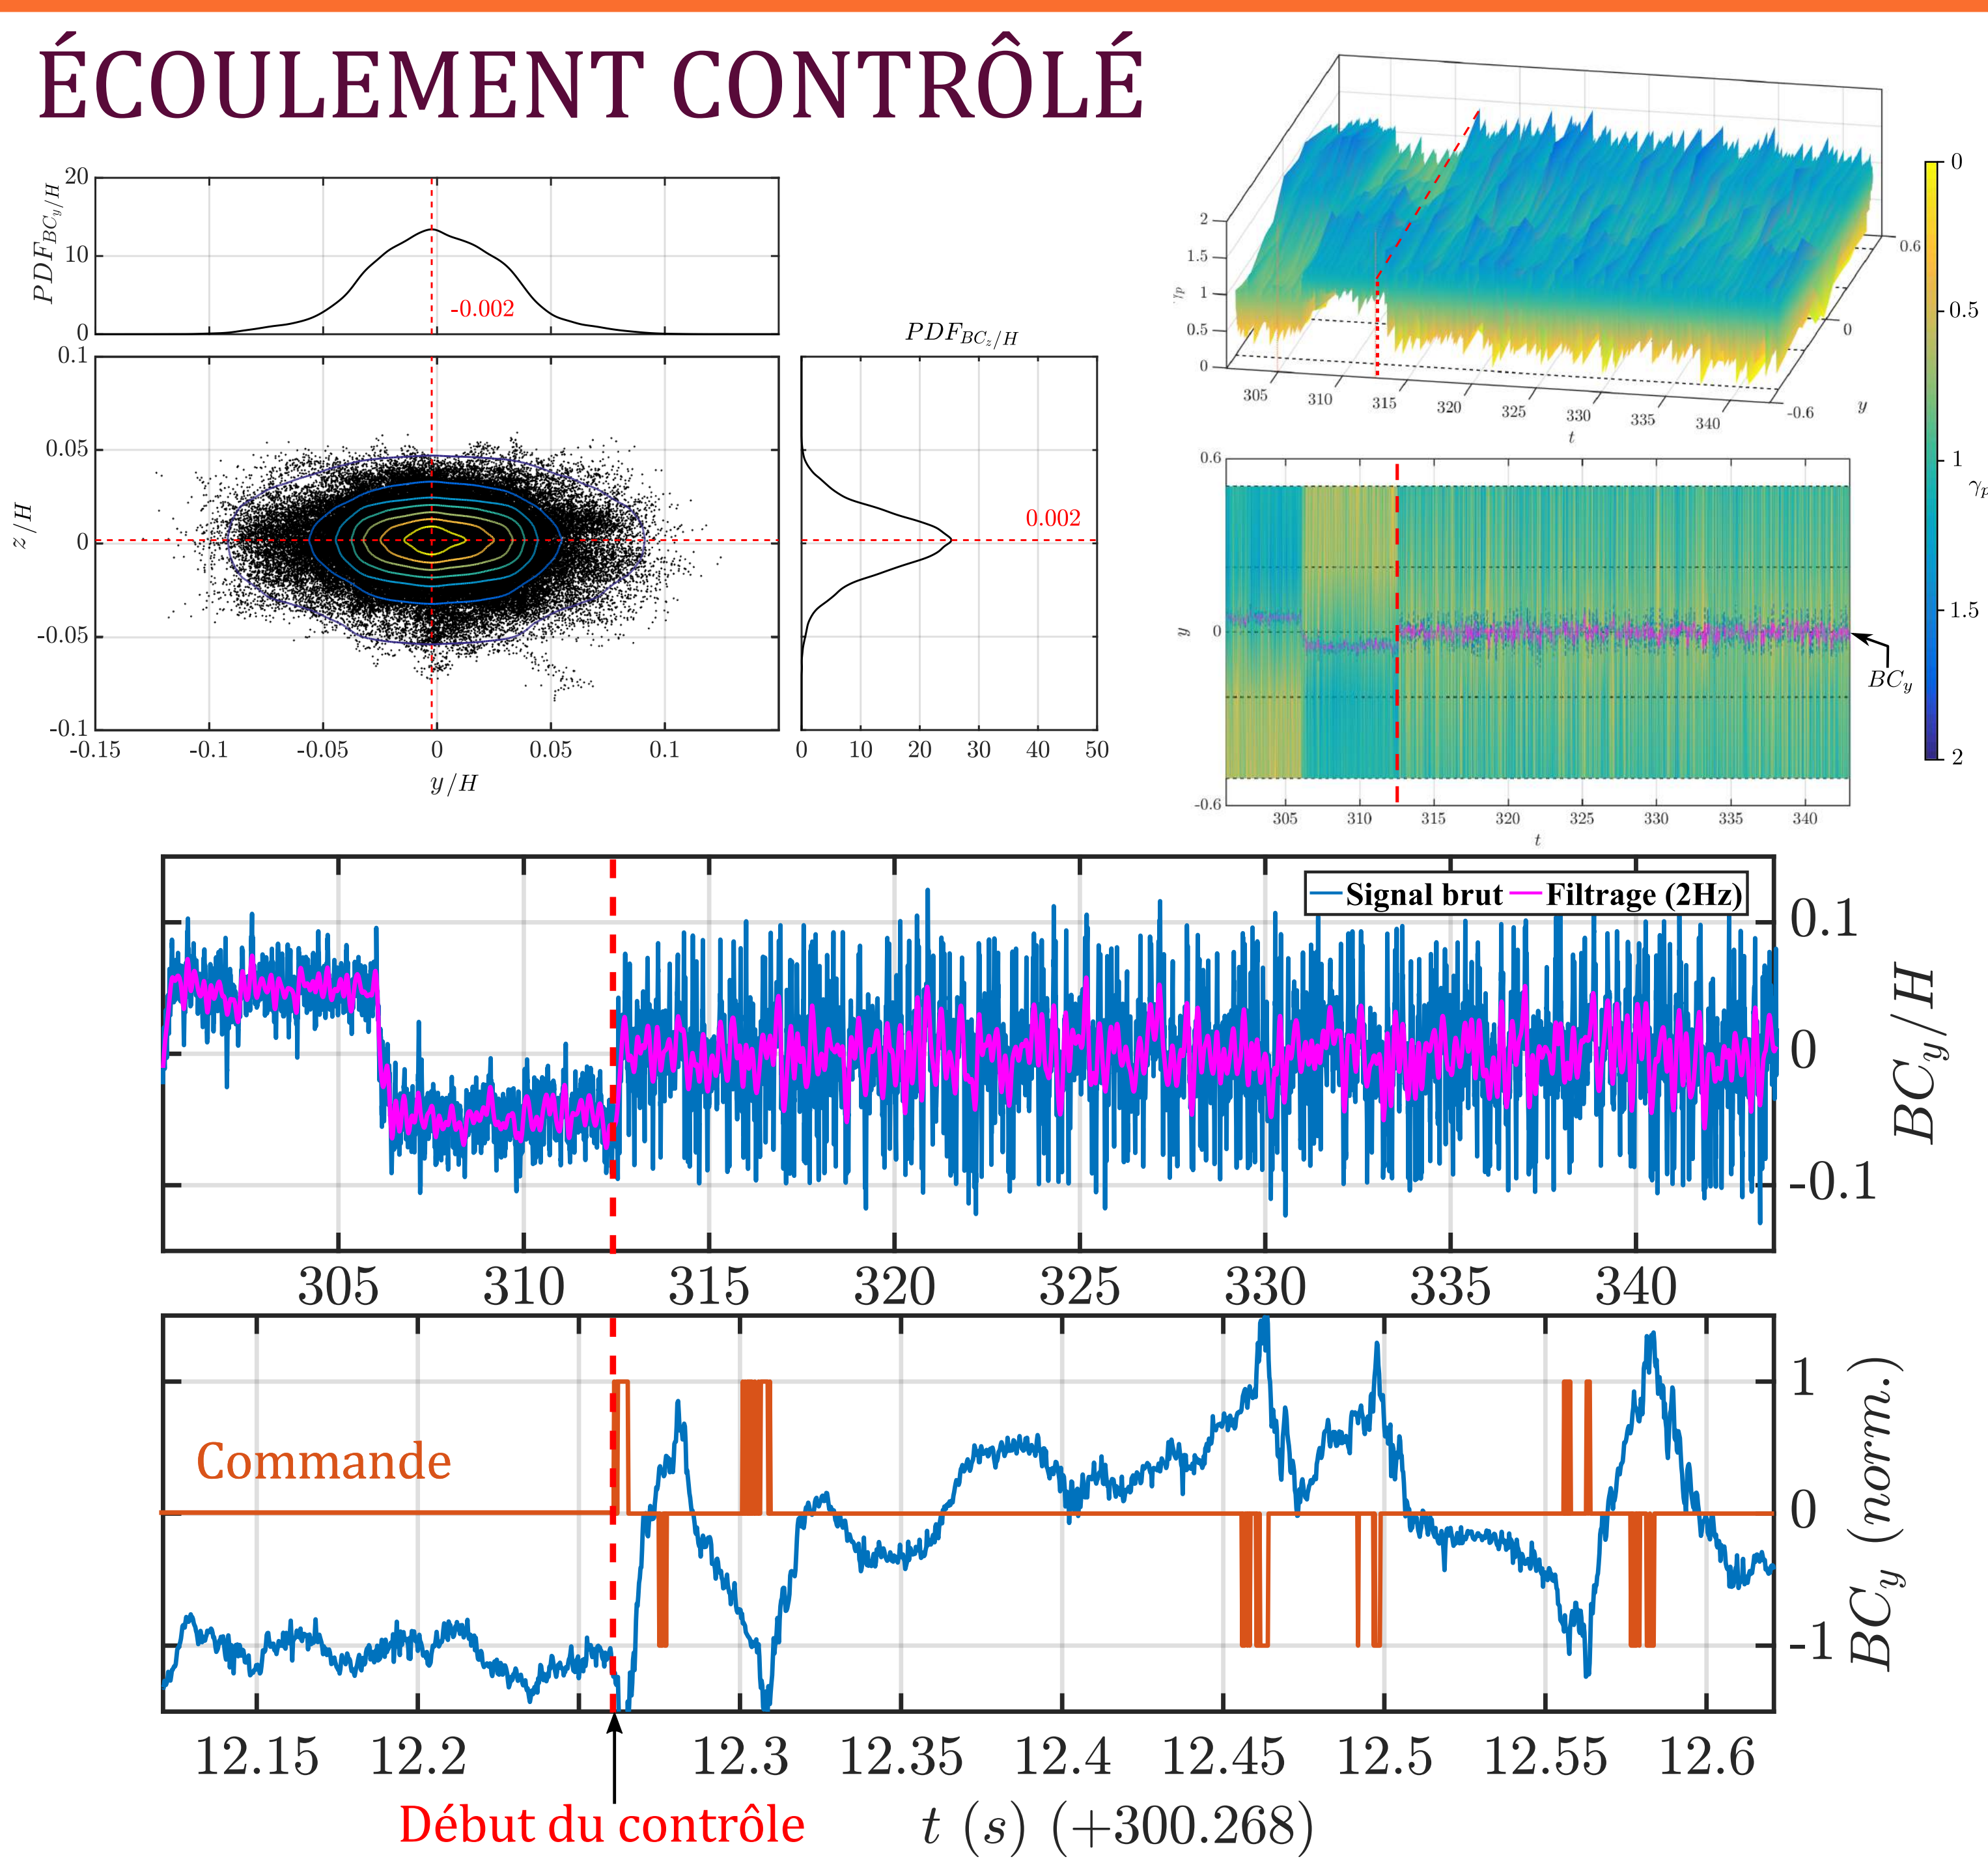 ÉCOULEMENT CONTRÔLÉ
PDF_{BC_y/H}
20
10
0
-0.002
z/H
0.1
0.05
0
-0.05
-0.1
-0.15 -0.1 -0.05 0 0.05 0.1
y/H
PDF_{BC_z/H}
0.002
0 10 20 30 40 50
γ_p
2
1.5
1
0.5
0
305 310 315 320 325 330 335 340
t
-0.6
0
0.6
y
0
0.5
1
γ_p
1.5
2
0.6
0
-0.6
y
305 310 315 320 325 330 335 340
t
BC_y
Signal brut Filtrage (2Hz)
0.1
0
-0.1
BC_y/H
305 310 315 320 325 330 335 340
Commande
1
0
-1
BC_y (norm.)
12.15 12.2 12.3 12.35 12.4 12.45 12.5 12.55 12.6
Début du contrôle
t (s) (+300.268)